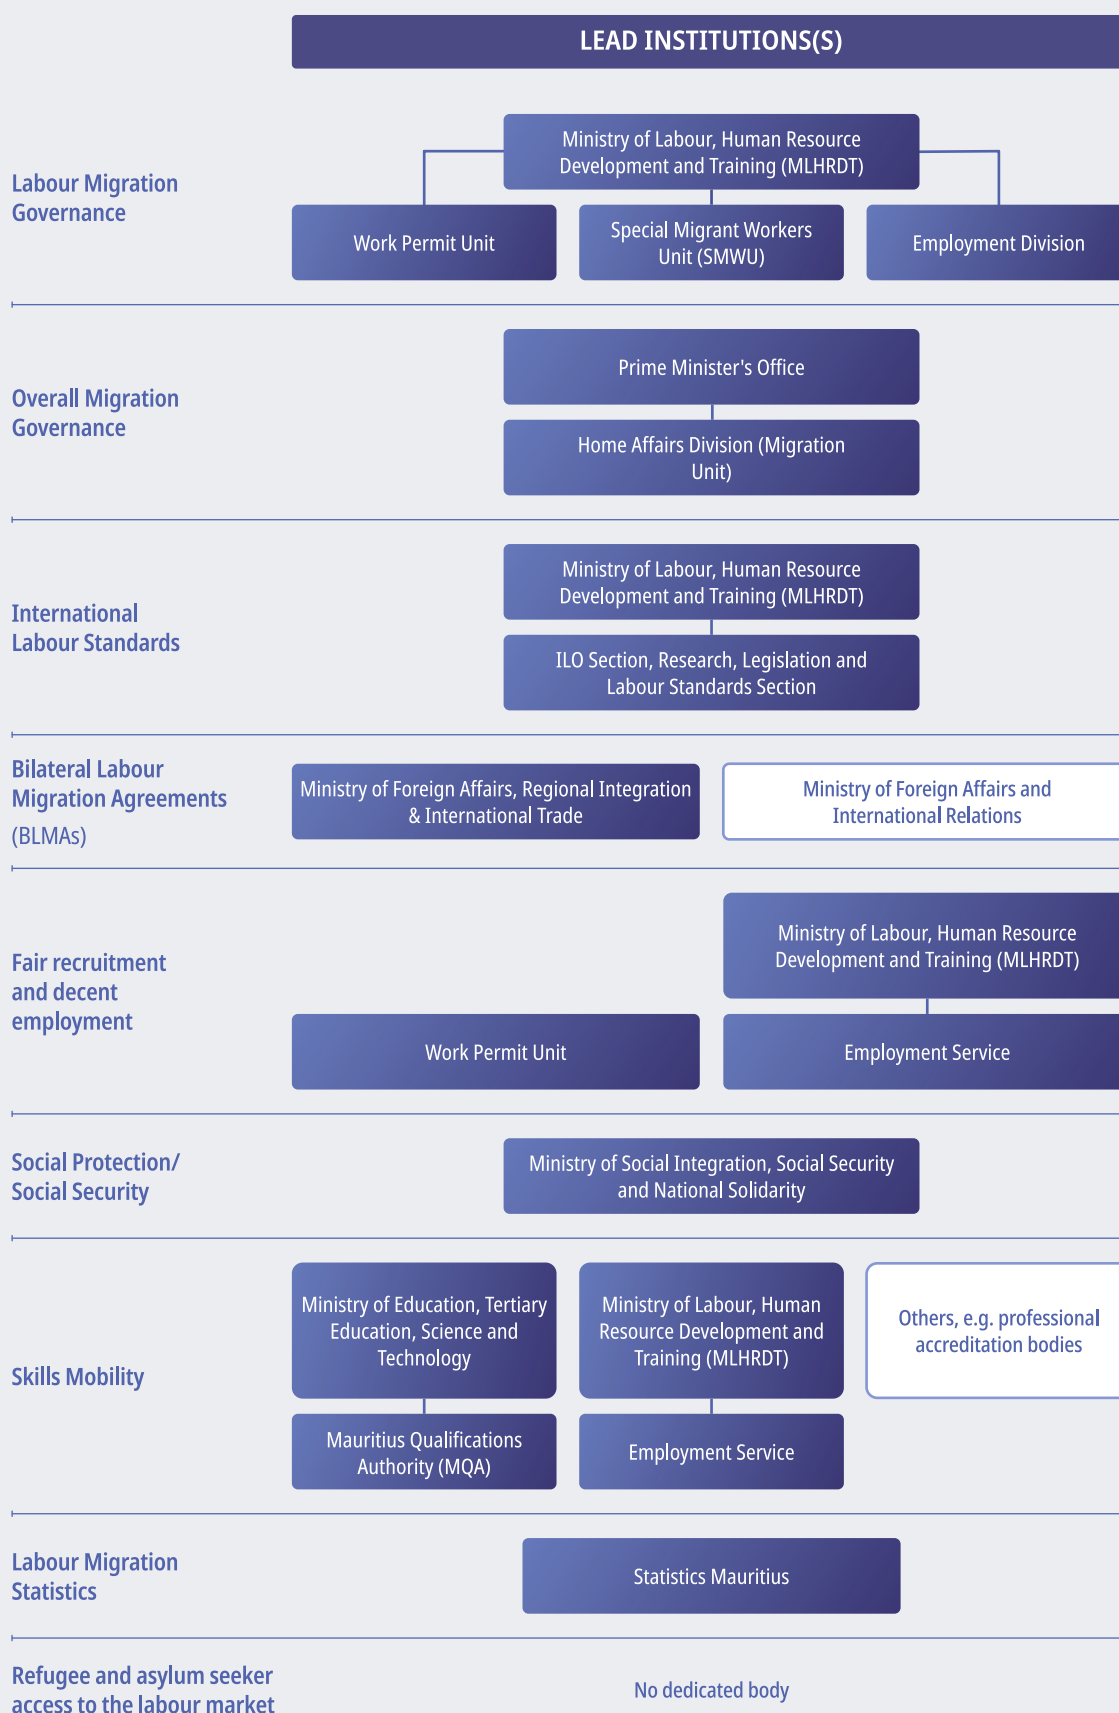 LEAD INSTITUTIONS(S)
Labour Migration
Governance
Ministry of Labour, Human Resource
Development and Training (MLHRDT)
Work Permit Unit
Special Migrant Workers
Unit (SMWU)
Employment Division
Overall Migration
Governance
Prime Minister's Office
Home Affairs Division (Migration
Unit)
International
Labour Standards
Ministry of Labour, Human Resource
Development and Training (MLHRDT)
ILO Section, Research, Legislation and
Labour Standards Section
Bilateral Labour
Migration Agreements
(BLMAs)
Ministry of Foreign Affairs, Regional Integration
& International Trade
Ministry of Foreign Affairs and
International Relations
Fair recruitment
and decent
employment
Ministry of Labour, Human Resource
Development and Training (MLHRDT)
Work Permit Unit
Employment Service
Social Protection/
Social Security
Ministry of Social Integration, Social Security
and National Solidarity
Skills Mobility
Ministry of Education, Tertiary
Education, Science and
Technology
Ministry of Labour, Human
Resource Development and
Training (MLHRDT)
Others, e.g. professional
accreditation bodies
Mauritius Qualifications
Authority (MQA)
Employment Service
Labour Migration
Statistics
Statistics Mauritius
Refugee and asylum seeker
access to the labour market
No dedicated body